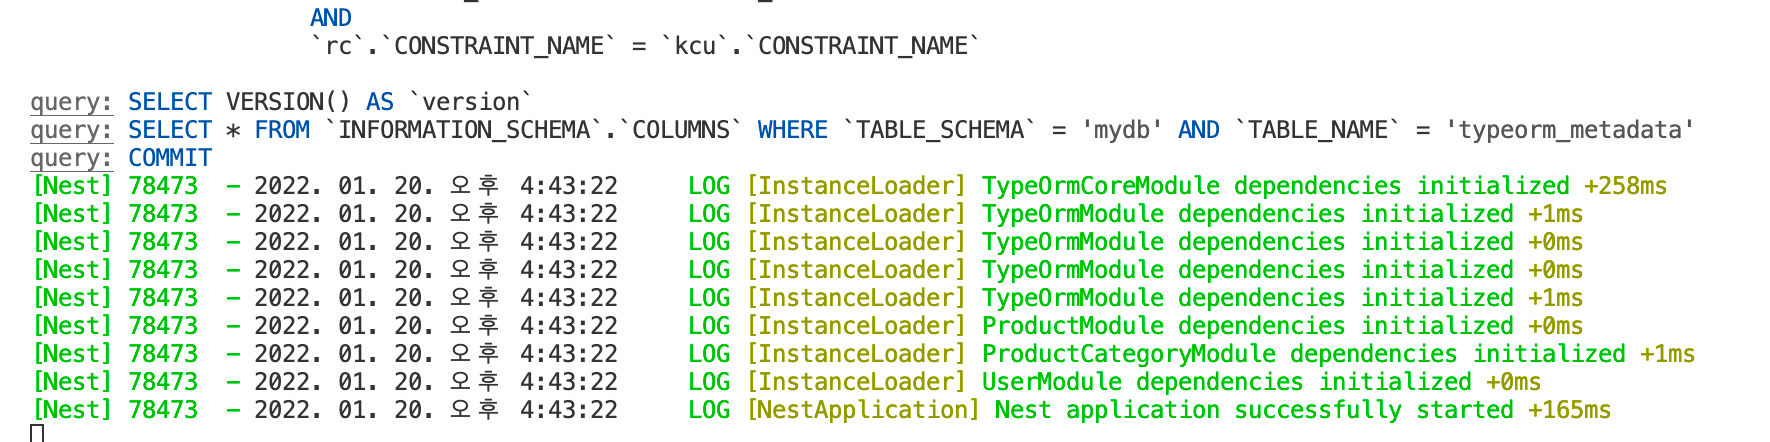 AND
`rc`.`CONSTRAINT_NAME` = `kcu`.`CONSTRAINT_NAME`
query: SELECT VERSION() AS `version`
query: SELECT * FROM `INFORMATION_SCHEMA`.`COLUMNS` WHERE `TABLE_SCHEMA` = 'mydb' AND `TABLE_NAME` = 'typeorm_metadata'
query: COMMIT
[Nest] 78473  - 2022. 01. 20. 오후 4:43:22     LOG [InstanceLoader] TypeOrmCoreModule dependencies initialized +258ms
[Nest] 78473  - 2022. 01. 20. 오후 4:43:22     LOG [InstanceLoader] TypeOrmModule dependencies initialized +1ms
[Nest] 78473  - 2022. 01. 20. 오후 4:43:22     LOG [InstanceLoader] TypeOrmModule dependencies initialized +0ms
[Nest] 78473  - 2022. 01. 20. 오후 4:43:22     LOG [InstanceLoader] TypeOrmModule dependencies initialized +0ms
[Nest] 78473  - 2022. 01. 20. 오후 4:43:22     LOG [InstanceLoader] TypeOrmModule dependencies initialized +1ms
[Nest] 78473  - 2022. 01. 20. 오후 4:43:22     LOG [InstanceLoader] ProductModule dependencies initialized +0ms
[Nest] 78473  - 2022. 01. 20. 오후 4:43:22     LOG [InstanceLoader] ProductCategoryModule dependencies initialized +1ms
[Nest] 78473  - 2022. 01. 20. 오후 4:43:22     LOG [InstanceLoader] UserModule dependencies initialized +0ms
[Nest] 78473  - 2022. 01. 20. 오후 4:43:22     LOG [NestApplication] Nest application successfully started +165ms